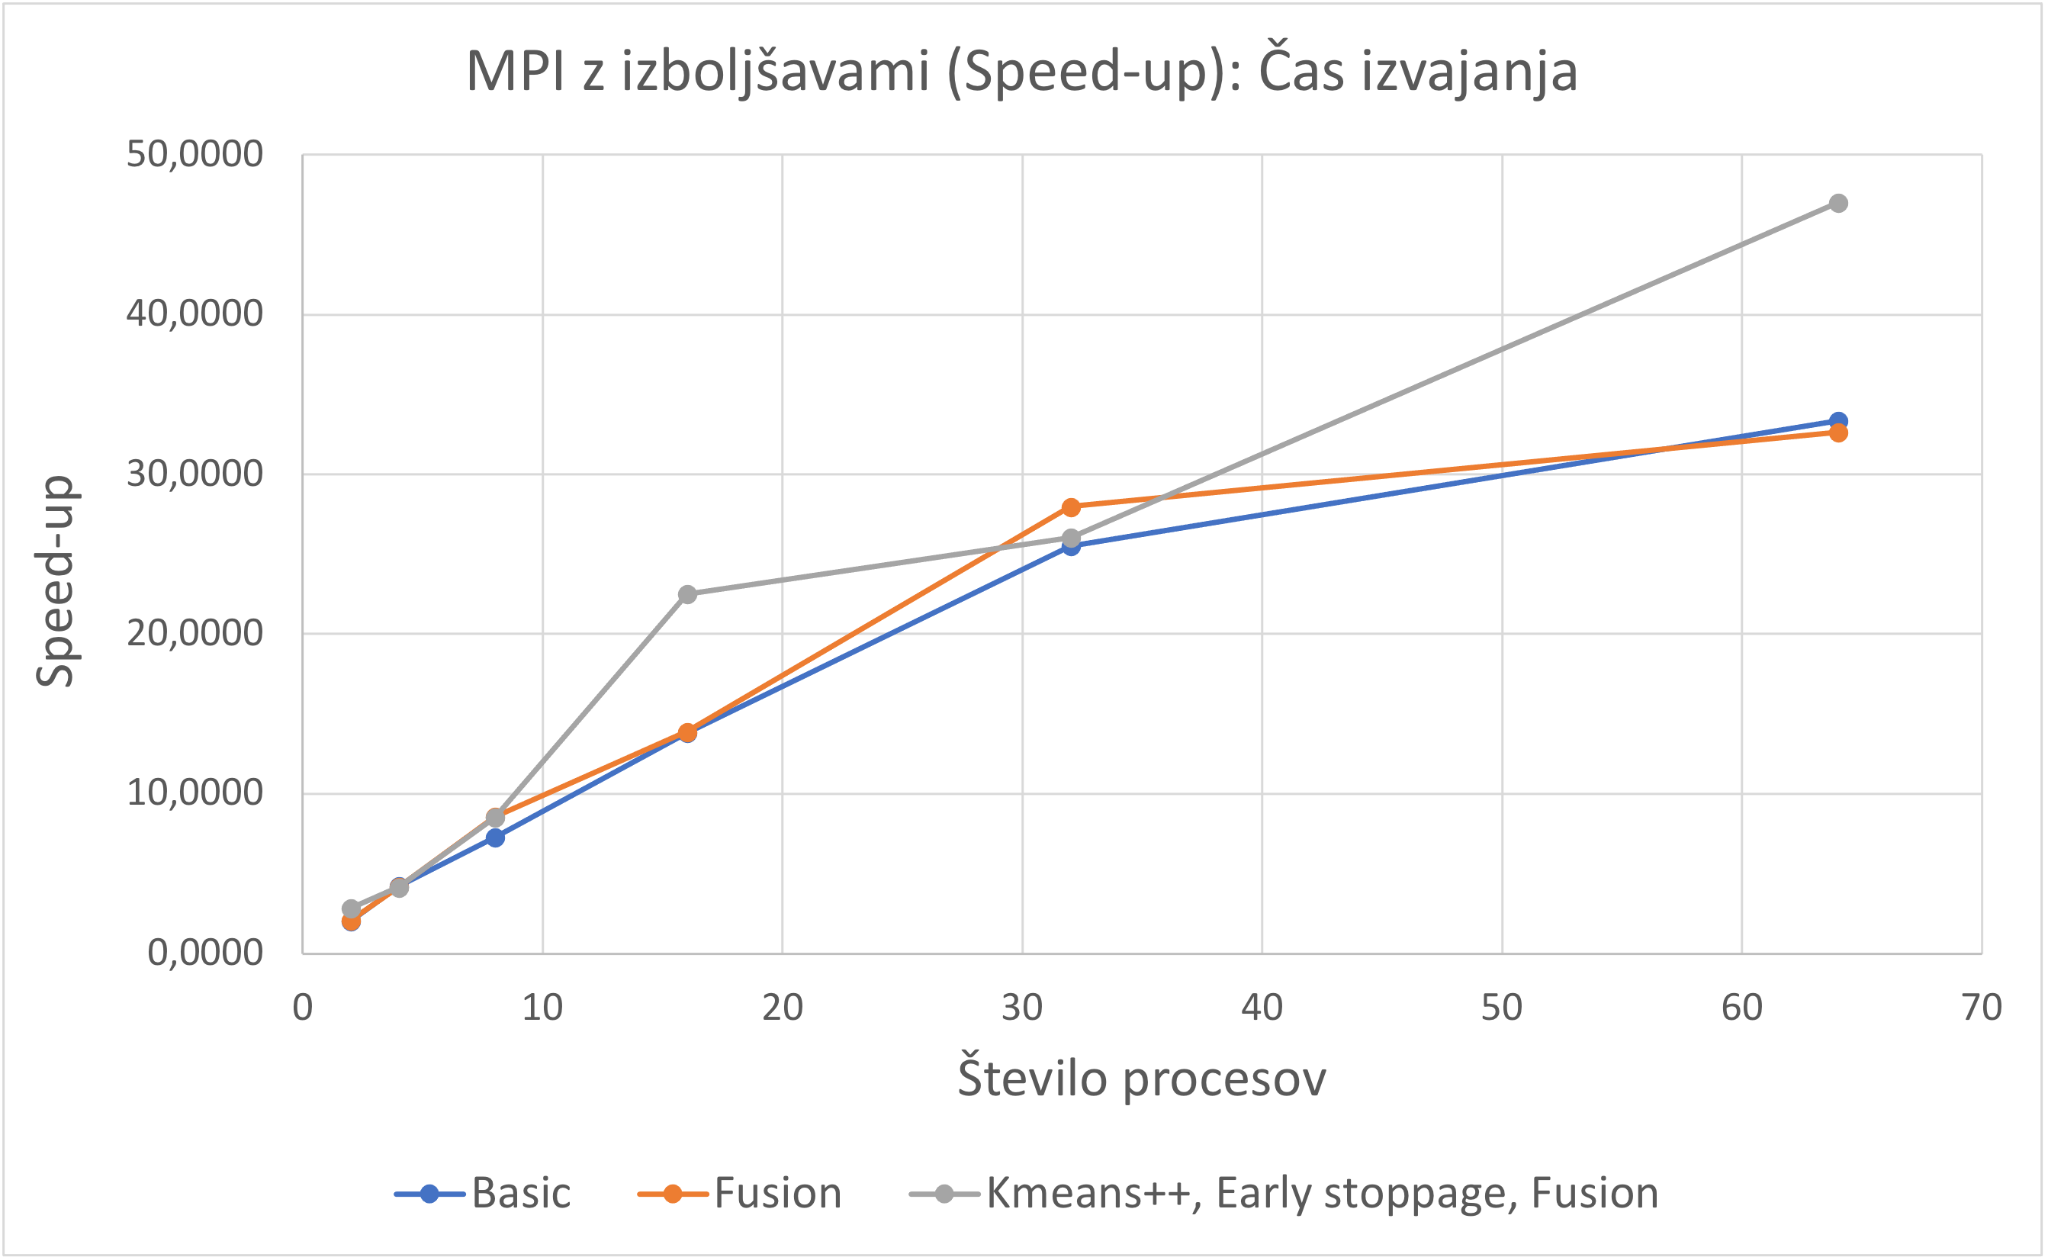 MPI z izboljšavami (Speed-up): Čas izvajanja
50,0000
40,0000
30,0000
20,0000
10,0000
0,0000
Speed-up
0 10 20 30 40 50 60 70
Število procesov
Basic Fusion Kmeans++, Early stoppage, Fusion